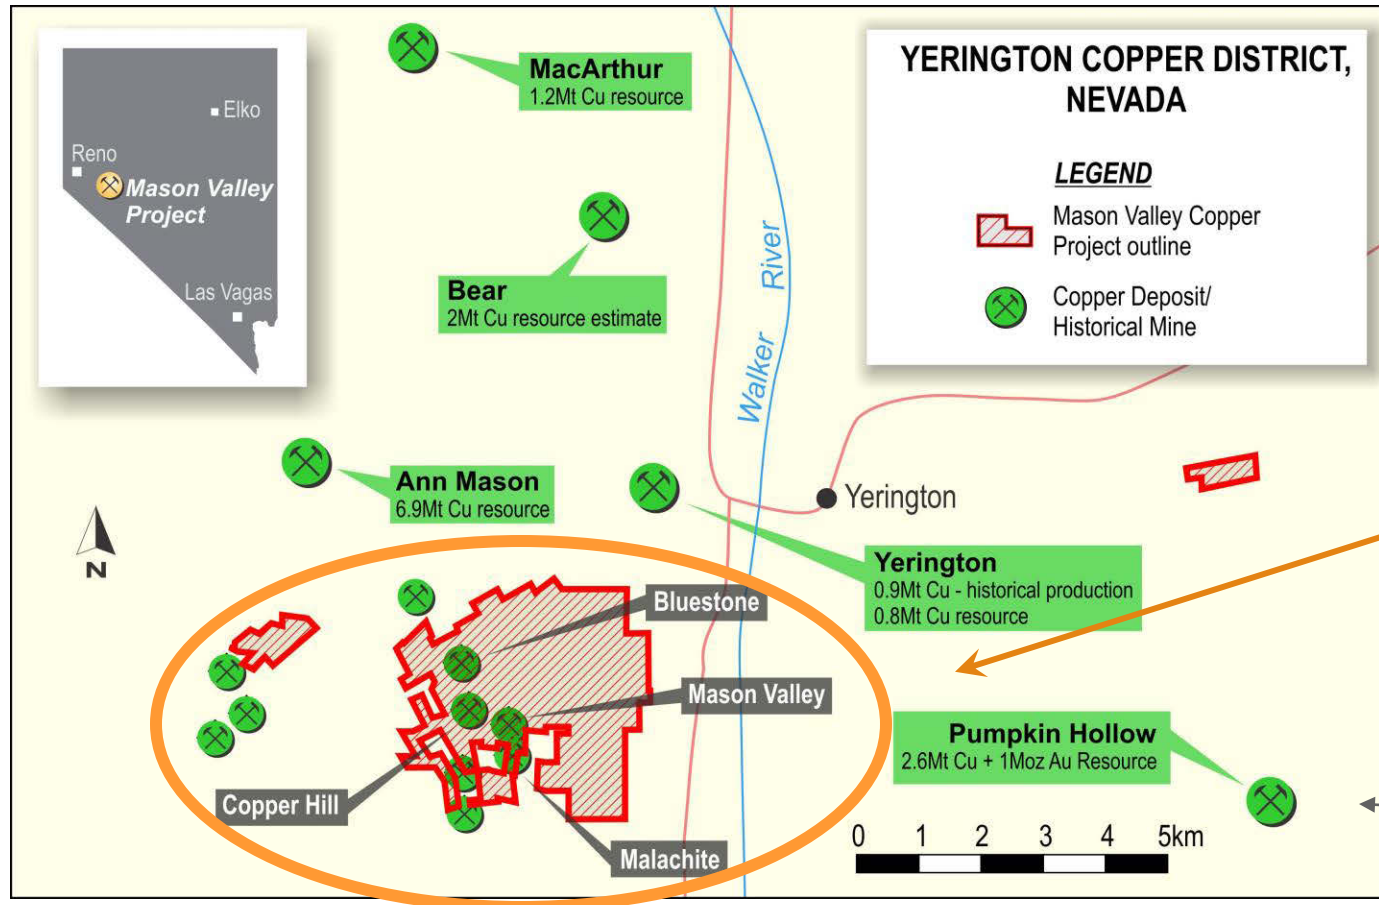 YERINGTON COPPER DISTRICT,
NEVADA
LEGEND
Mason Valley Copper
Project outline
Copper Deposit/
Historical Mine
Elko
Reno
Mason Valley
Project
Las Vagas
MacArthur
1.2Mt Cu resource
Bear
2Mt Cu resource estimate
Walker River
Ann Mason
6.9Mt Cu resource
Yerington
Yerington
0.9Mt Cu - historical production
0.8Mt Cu resource
N
Bluestone
Mason Valley
Pumpkin Hollow
2.6Mt Cu + 1Moz Au Resource
Copper Hill
Malachite
0 1 2 3 4 5km